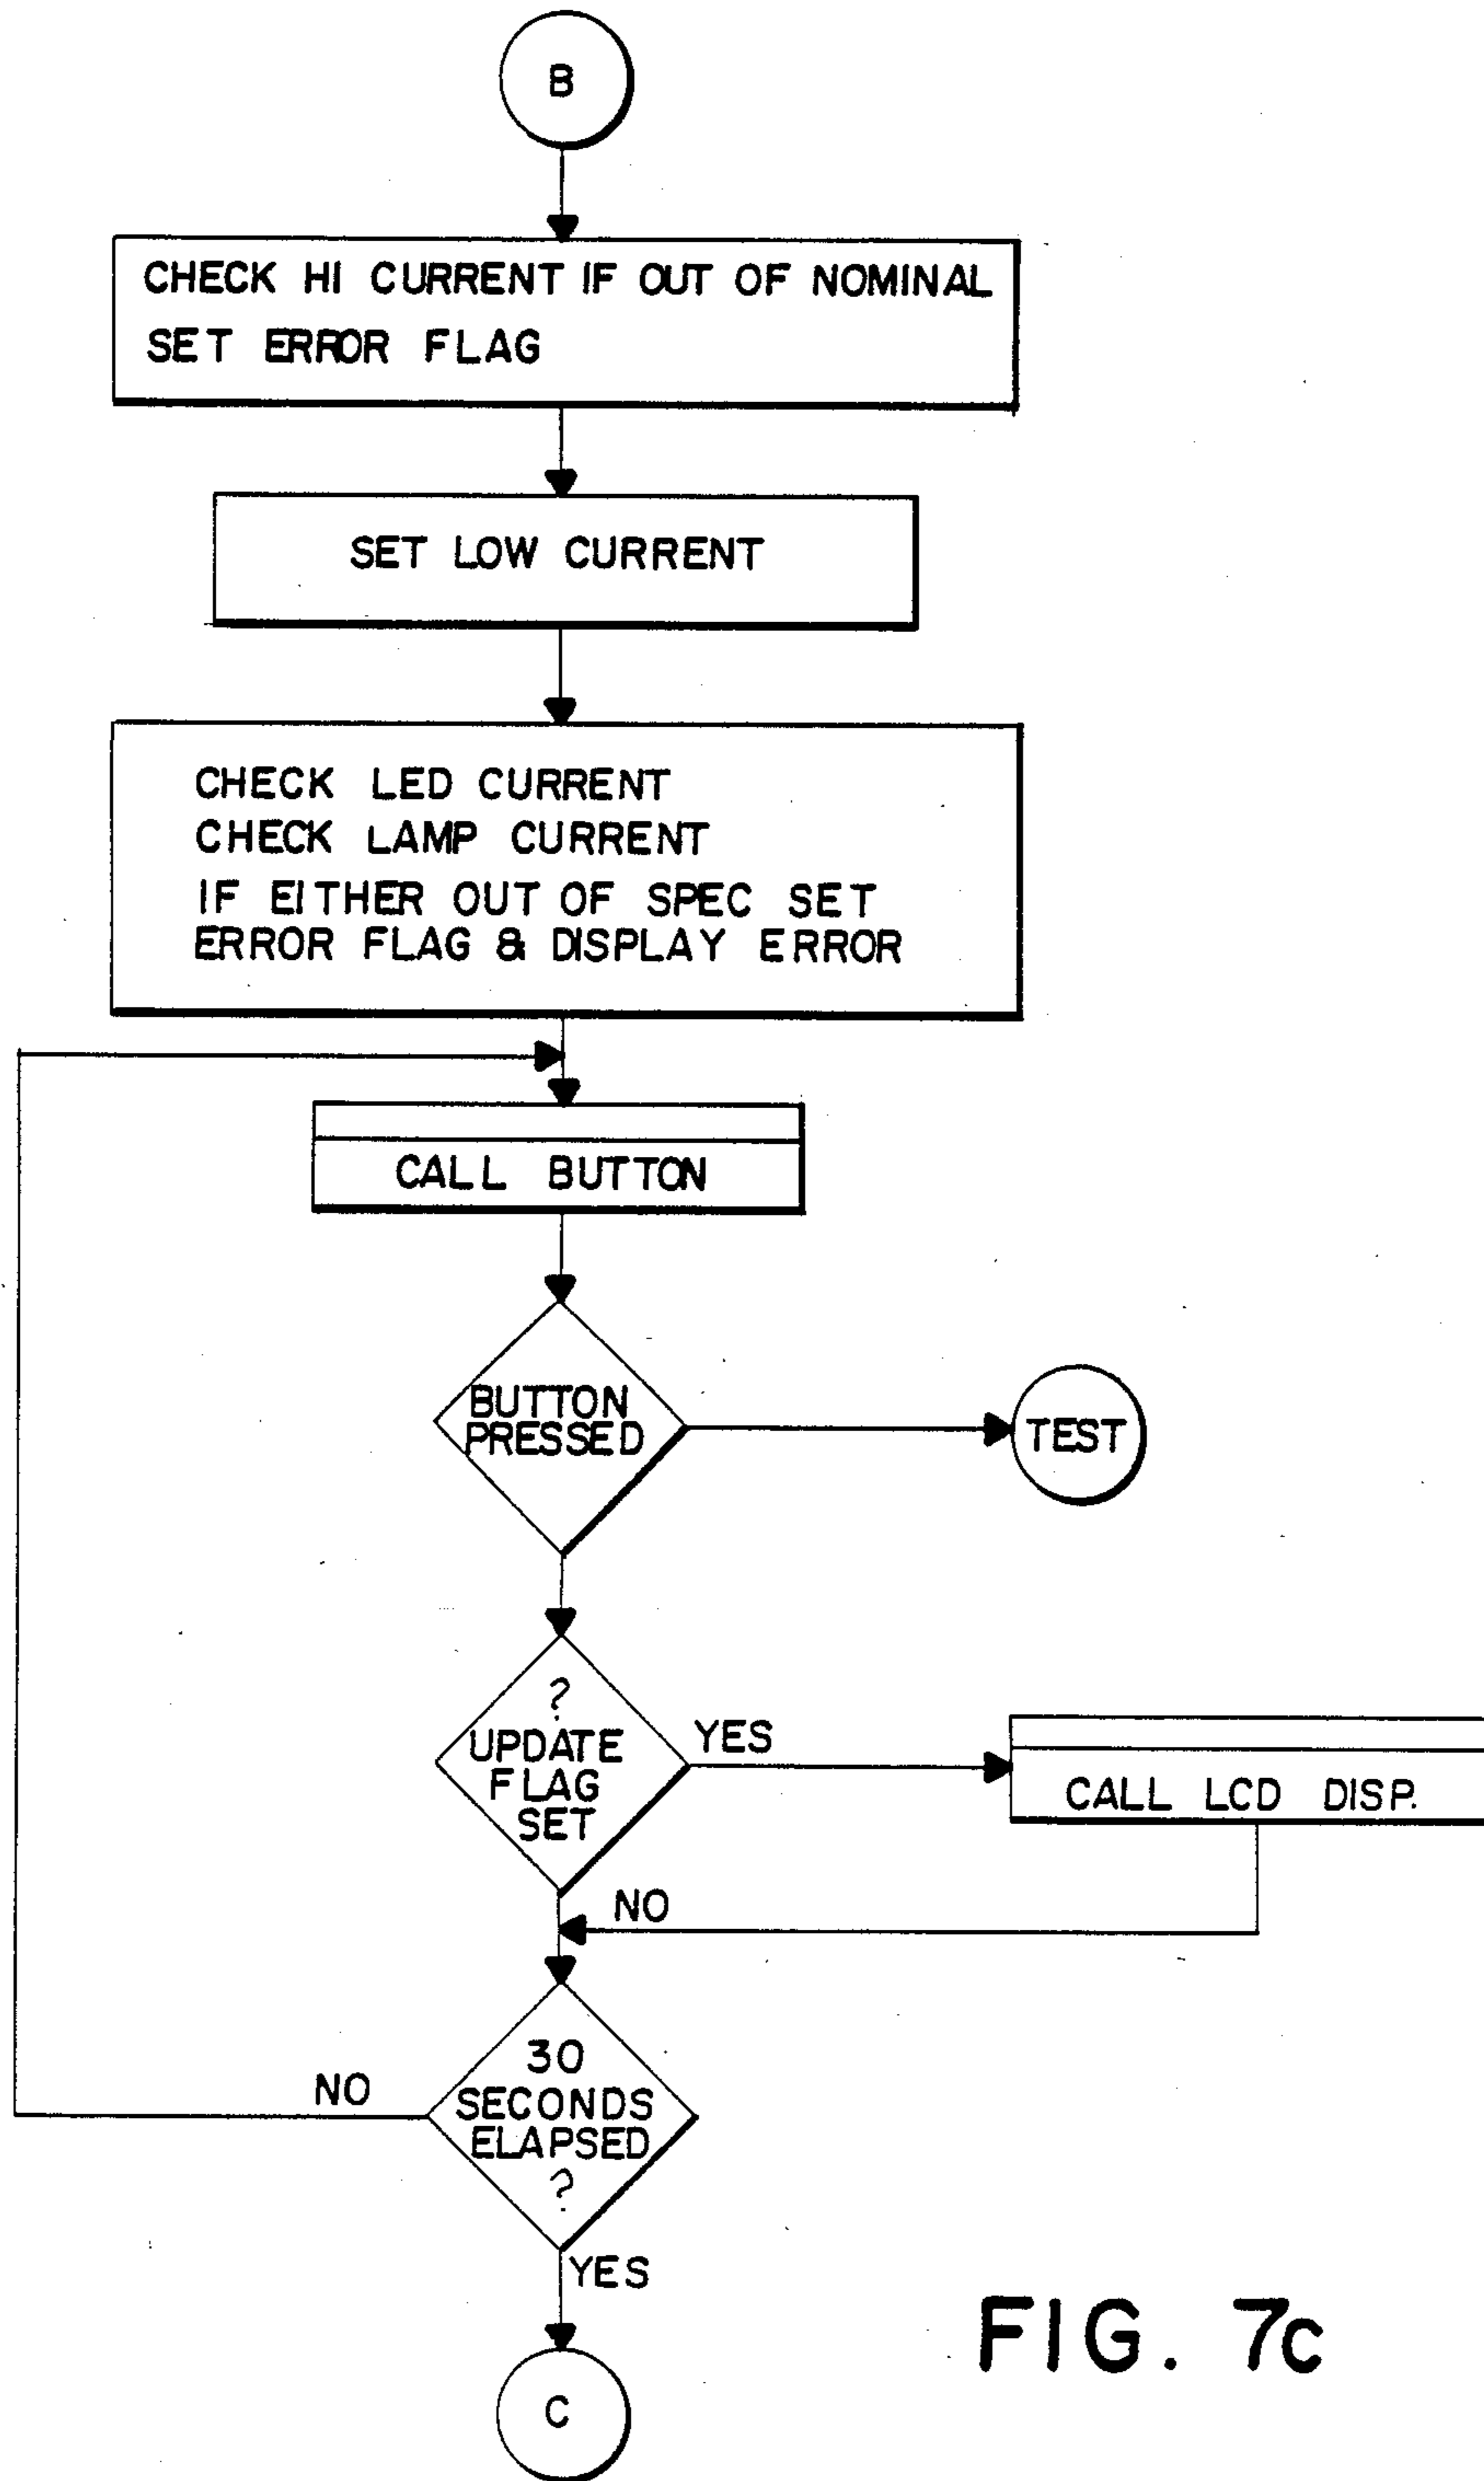 B
CHECK HI CURRENT IF OUT OF NOMINAL
SET ERROR FLAG
SET LOW CURRENT
CHECK LED CURRENT
CHECK LAMP CURRENT
IF EITHER OUT OF SPEC SET
ERROR FLAG & DISPLAY ERROR
CALL BUTTON
BUTTON
PRESSED
TEST
?
UPDATE
FLAG
SET
YES
CALL LCD DISP.
NO
30
SECONDS
ELAPSED
?
NO
YES
C
FIG. 7c